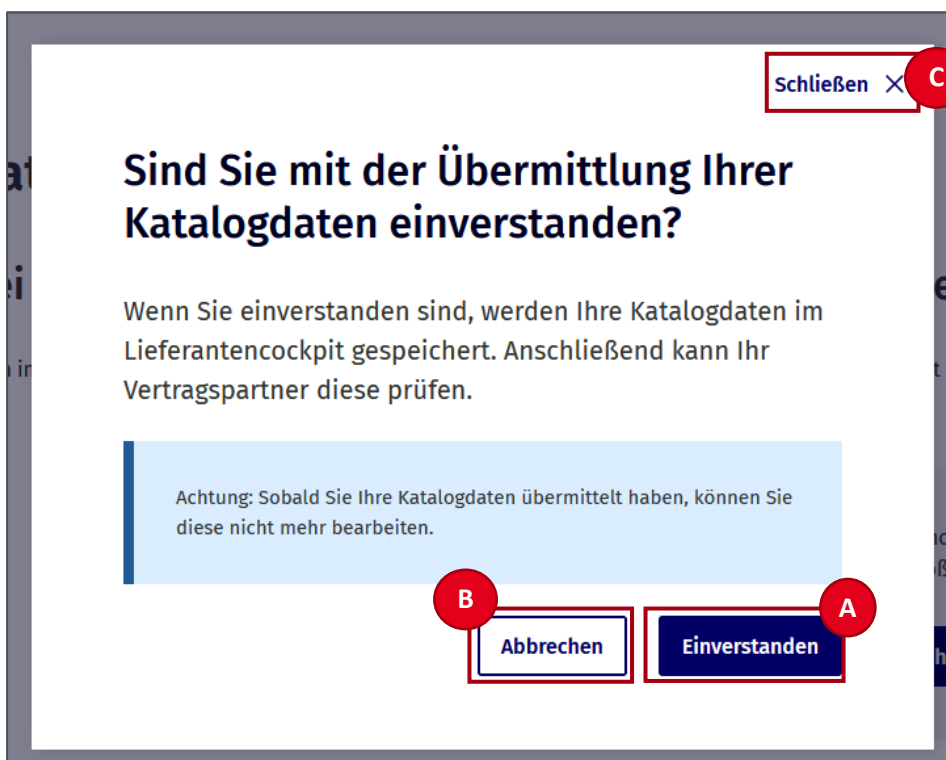 Schließen
C
Sind Sie mit der Übermittlung Ihrer
Katalogdaten einverstanden?
Wenn Sie einverstanden sind, werden Ihre Katalogdaten im
Lieferantencockpit gespeichert. Anschließend kann Ihr
Vertragspartner diese prüfen.
Achtung: Sobald Sie Ihre Katalogdaten übermittelt haben, können Sie
diese nicht mehr bearbeiten.
B
A
Abbrechen
Einverstanden